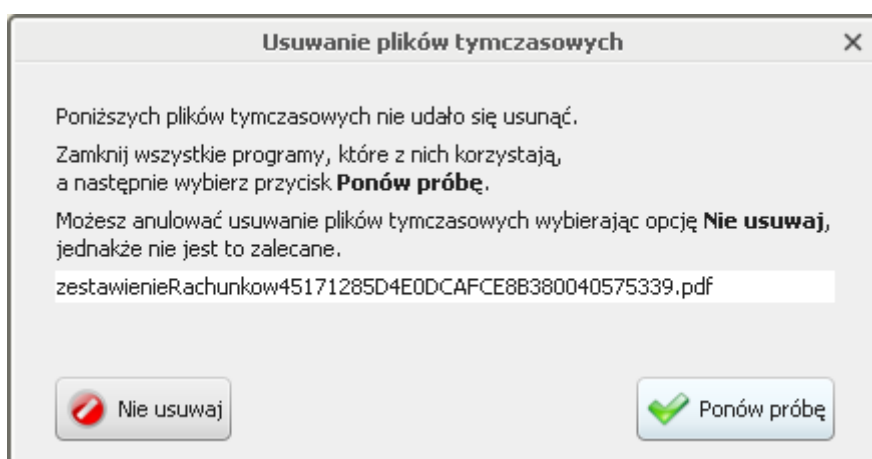 Usuwanie plików tymczasowych
Poniższych plików tymczasowych nie udało się usunąć.
Zamknij wszystkie programy, które z nich korzystają,
a następnie wybierz przycisk Ponów próbę.
Możesz anulować usuwanie plików tymczasowych wybierając opcję Nie usuwaj,
jednakże nie jest to zalecane.
zestawienieRachunkow45171285D4E0DCAFCE8B380040575339.pdf
Nie usuwaj
Ponów próbę